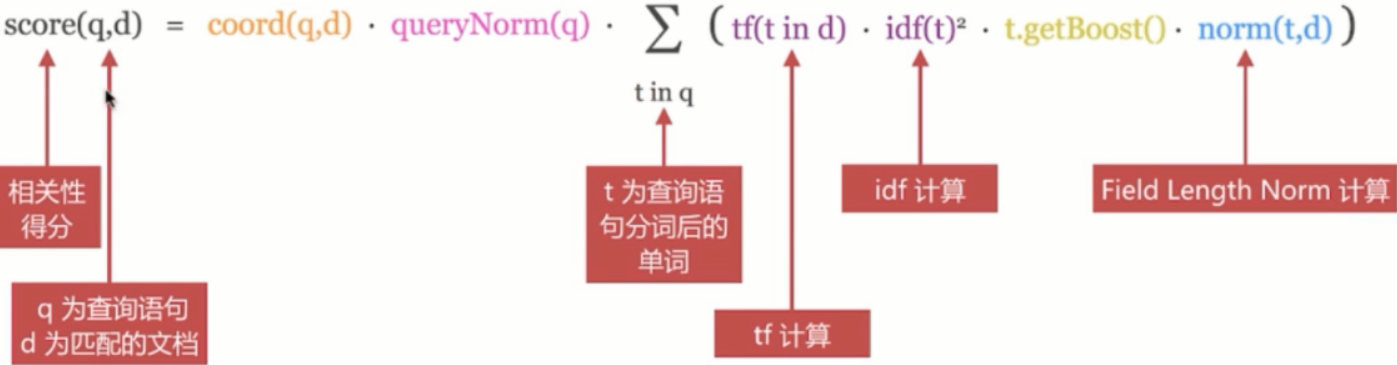 score(q,d) = coord(q,d) · queryNorm(q) · ∑ ( tf(t in d) · idf(t)² · t.getBoost() · norm(t,d) )
t in q
相关性
得分
q 为查询语句
d 为匹配的文档
t 为查询语
句分词后的
单词
tf 计算
idf 计算
Field Length Norm 计算